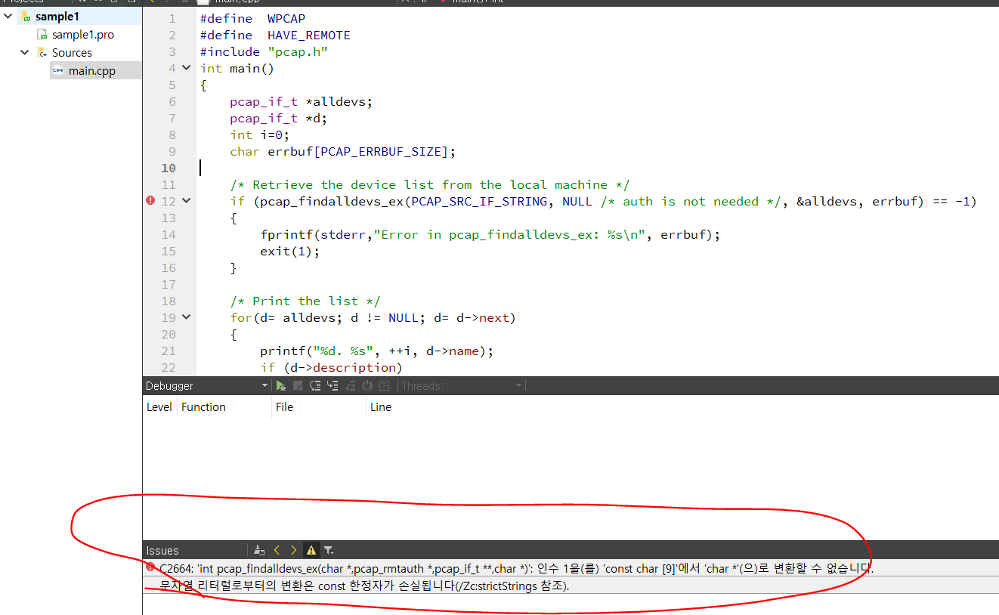 Projects
main.cpp
main(): int
sample1
sample1.pro
Sources
main.cpp
1 #define  WPCAP
2 #define  HAVE_REMOTE
3 #include "pcap.h"
4 int main()
5 {
6     pcap_if_t *alldevs;
7     pcap_if_t *d;
8     int i=0;
9     char errbuf[PCAP_ERRBUF_SIZE];
10
11     /* Retrieve the device list from the local machine */
12     if (pcap_findalldevs_ex(PCAP_SRC_IF_STRING, NULL /* auth is not needed */, &alldevs, errbuf) == -1)
13     {
14         fprintf(stderr,"Error in pcap_findalldevs_ex: %s\n", errbuf);
15         exit(1);
16     }
17
18     /* Print the list */
19     for(d= alldevs; d != NULL; d= d->next)
20     {
21         printf("%d. %s", ++i, d->name);
22         if (d->description)
Debugger
Threads:
Level Function File Line
Issues
C2664: 'int pcap_findalldevs_ex(char *,pcap_rmtauth *,pcap_if_t **,char *)': 인수 1을(를) 'const char [9]'에서 'char *'(으)로 변환할 수 없습니다.
문자열 리터럴로부터의 변환은 const 한정자가 손실됩니다(/Zc:strictStrings 참조).